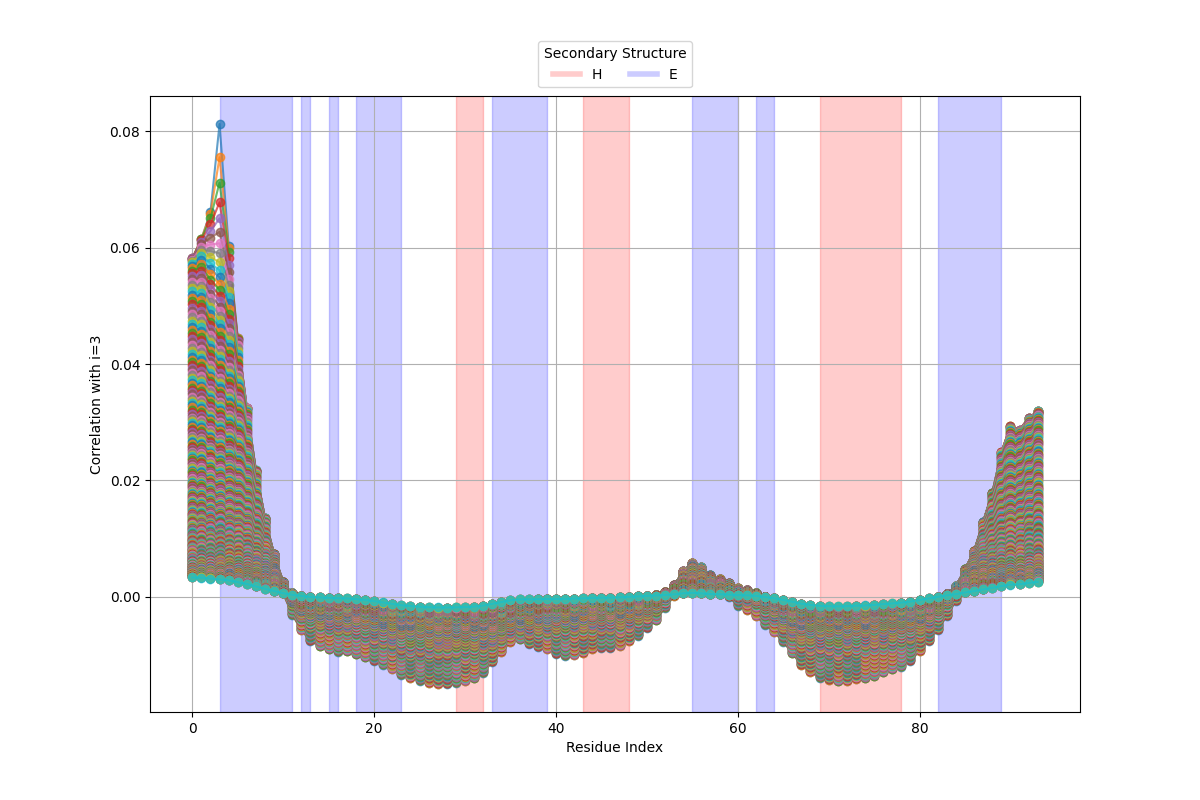 Secondary Structure
H E
0.08
0.06
0.04
0.02
0.00
Correlation with i=3
0 20 40 60 80
Residue Index